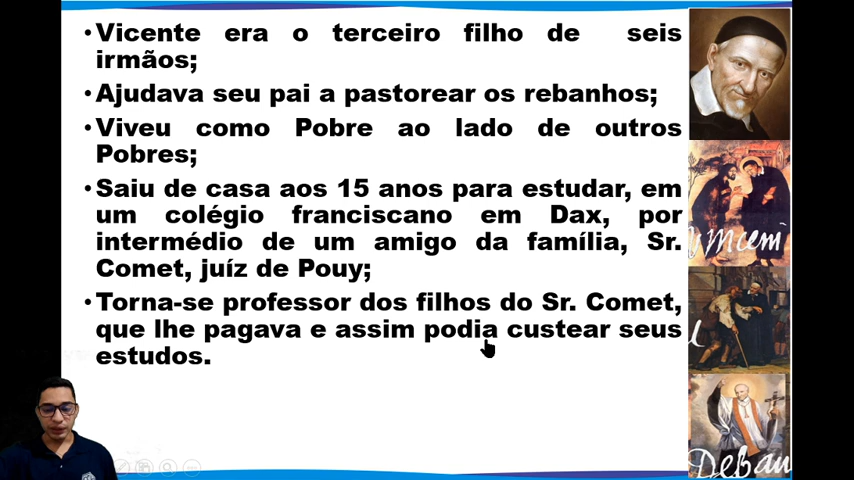 •Vicente era o terceiro filho de seis
irmãos;
•Ajudava seu pai a pastorear os rebanhos;
•Viveu como Pobre ao lado de outros
Pobres;
•Saiu de casa aos 15 anos para estudar, em
um colégio franciscano em Dax, por
intermédio de um amigo da família, Sr.
Comet, juíz de Pouy;
•Torna-se professor dos filhos do Sr. Comet,
que lhe pagava e assim podia custear seus
estudos.